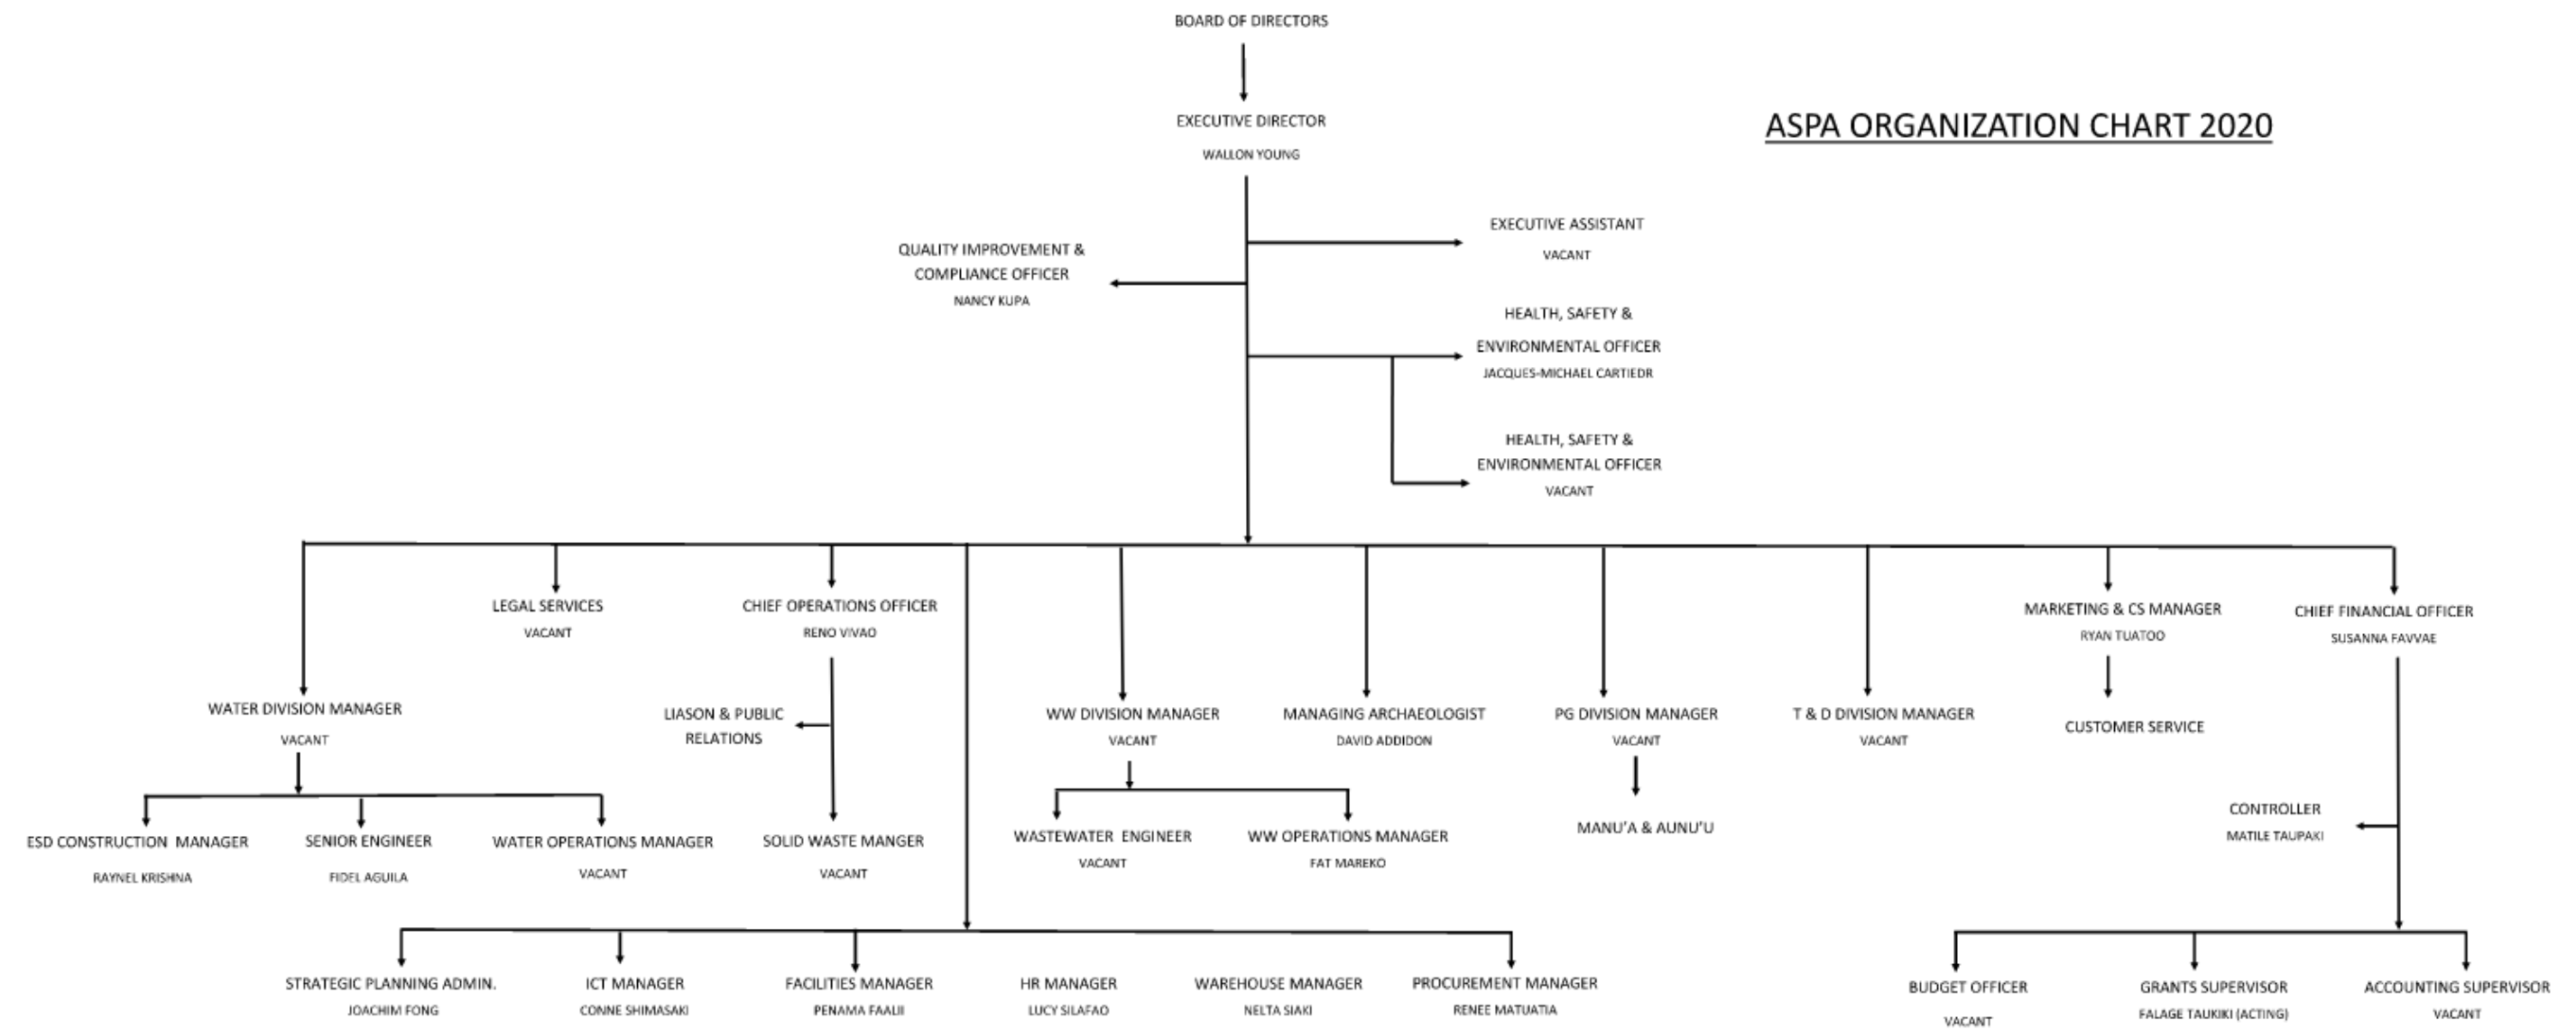 BOARD OF DIRECTORS
EXECUTIVE DIRECTOR
WALLON YOUNG
ASPA ORGANIZATION CHART 2020
EXECUTIVE ASSISTANT
VACANT
QUALITY IMPROVEMENT &
COMPLIANCE OFFICER
NANCY KUPA
HEALTH, SAFETY &
ENVIRONMENTAL OFFICER
JACQUES-MICHAEL CARTIEDR
HEALTH, SAFETY &
ENVIRONMENTAL OFFICER
VACANT
LEGAL SERVICES
VACANT
CHIEF OPERATIONS OFFICER
RENO VIVAO
MARKETING & CS MANAGER
RYAN TUATOO
CHIEF FINANCIAL OFFICER
SUSANNA FAVVAE
WATER DIVISION MANAGER
VACANT
LIASON & PUBLIC
RELATIONS
WW DIVISION MANAGER
VACANT
MANAGING ARCHAEOLOGIST
DAVID ADDIDON
PG DIVISION MANAGER
VACANT
T & D DIVISION MANAGER
VACANT
CUSTOMER SERVICE
ESD CONSTRUCTION MANAGER
RAYNEL KRISHNA
SENIOR ENGINEER
FIDEL AGUILA
WATER OPERATIONS MANAGER
VACANT
SOLID WASTE MANGER
VACANT
WASTEWATER ENGINEER
VACANT
WW OPERATIONS MANAGER
FAT MAREKO
MANU'A & AUNU'U
CONTROLLER
MATILE TAUPAKI
STRATEGIC PLANNING ADMIN.
JOACHIM FONG
ICT MANAGER
CONNE SHIMASAKI
FACILITIES MANAGER
PENAMA FAALII
HR MANAGER
LUCY SILAFAO
WAREHOUSE MANAGER
NELTA SIAKI
PROCUREMENT MANAGER
RENEE MATUATIA
BUDGET OFFICER
VACANT
GRANTS SUPERVISOR
FALAGE TAUKIKI (ACTING)
ACCOUNTING SUPERVISOR
VACANT